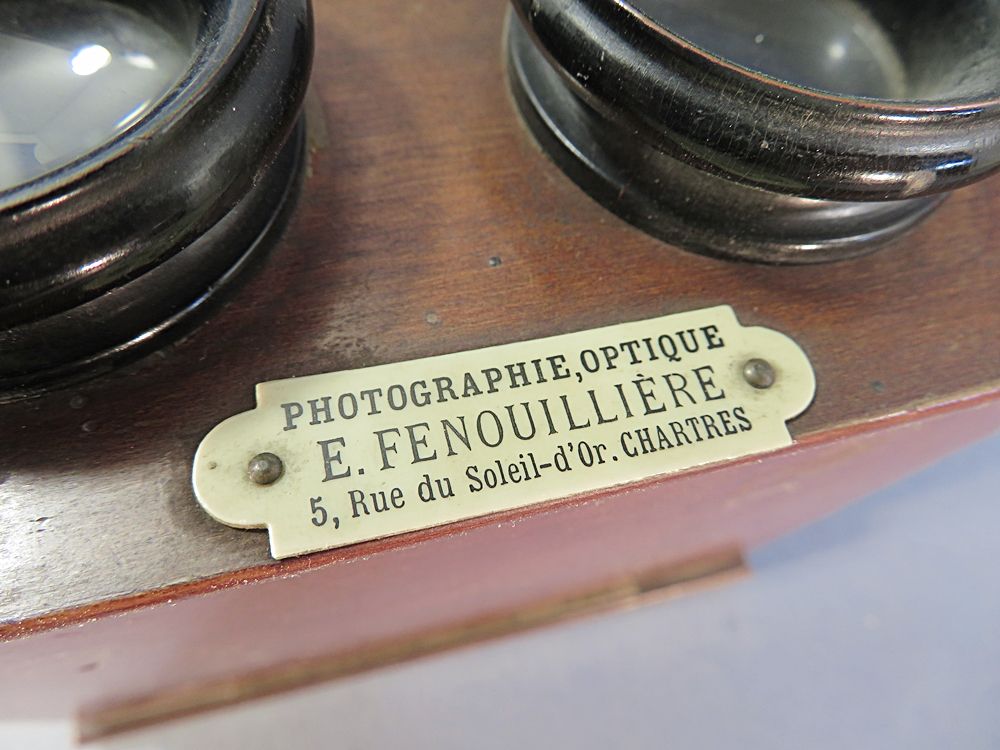 PHOTOGRAPHIE, OPTIQUE
E. FENOUILLIÈRE
5, Rue du Soleil-d'Or. CHARTRES